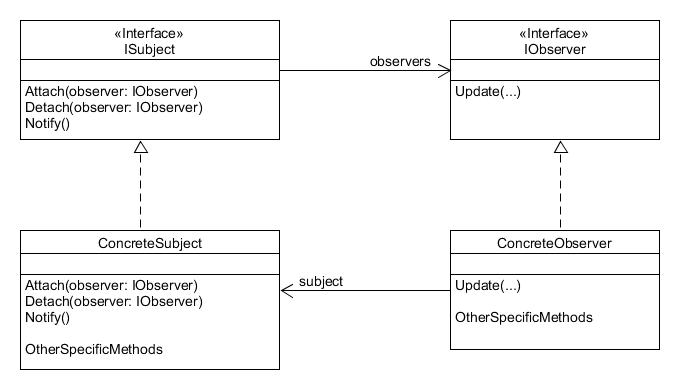 «Interface»
ISubject
Attach(observer: IObserver)
Detach(observer: IObserver)
Notify()
observers
«Interface»
IObserver
Update(...)
ConcreteSubject
Attach(observer: IObserver)
Detach(observer: IObserver)
Notify()
OtherSpecificMethods
subject
ConcreteObserver
Update(...)
OtherSpecificMethods